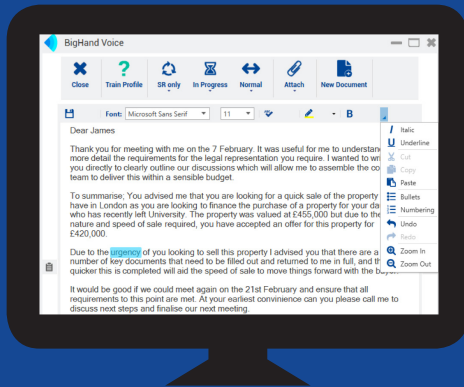 BigHand Voice
Close
Train Profile
SR only
In Progress
Normal
Attach
New Document
Font: Microsoft Sans Serif 11 B
Italic
Underline
Cut
Copy
Paste
Bullets
Numbering
Undo
Redo
Zoom In
Zoom Out
Dear James
Thank you for meeting with me on the 7 February. It was useful for me to understand
more detail the requirements for the legal representation you require. I wanted to
you directly to clearly outline our discussions which will allow me to assemble the
team to deliver this within a sensible budget.
To summarise; You advised me that you are looking for a quick sale of the property
have in London as you are looking to finance the purchase of a property for your
who has recently left University. The property was valued at £455,000 but due to the
nature and speed of sale required, you have accepted an offer for this property for
£420,000.
Due to the urgency of you looking to sell this property I advised you that there are a
number of key documents that need to be filled out and returned to me in full, and
quicker this is completed will aid the speed of sale to move things forward with the
It would be good if we could meet again on the 21st February and ensure that all
requirements to this point are met. At your earliest convinience can you please call me to
discuss next steps and finalise our next meeting.